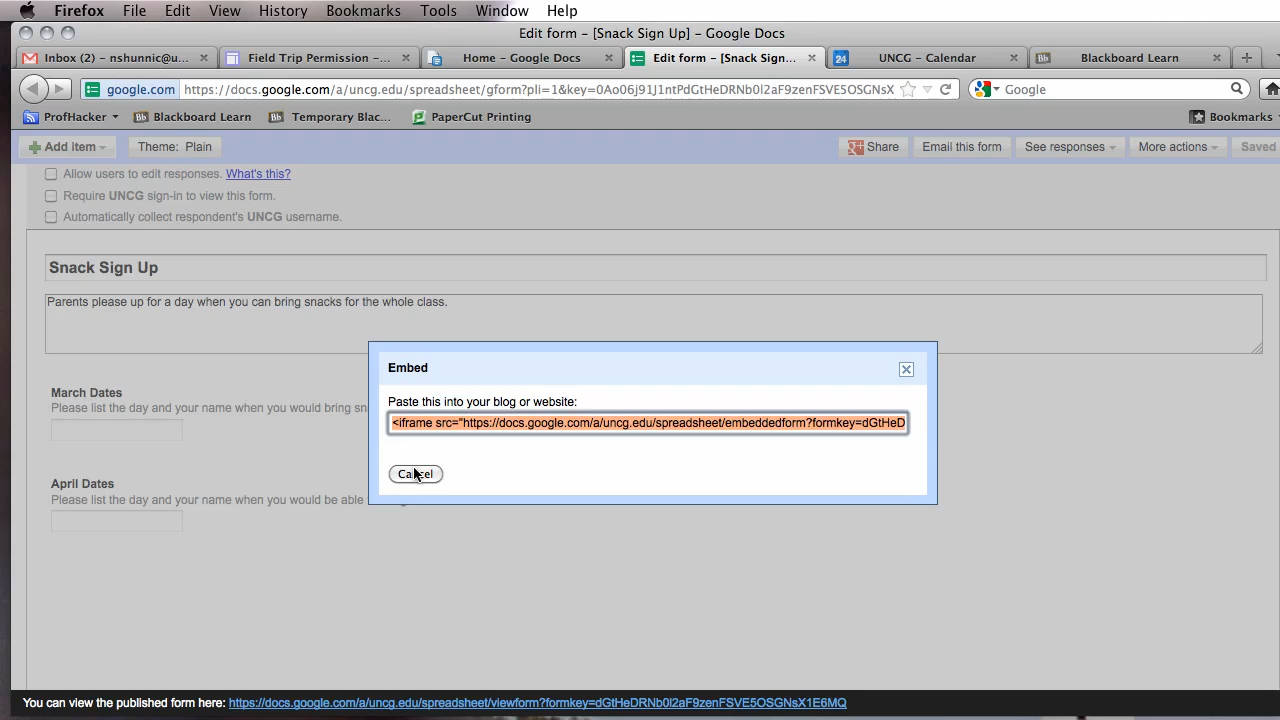 Firefox File Edit View History Bookmarks Tools Window Help
Edit form – [Snack Sign Up] – Google Docs
Inbox (2) – nshunnic@u... Field Trip Permission –... Home – Google Docs Edit form – [Snack Sign... 24 UNCG – Calendar Bb Blackboard Learn
google.com https://docs.google.com/a/uncg.edu/spreadsheet/gform?pli=1&key=0Ao06j91J1ntPdGtHeDRNb0l2aF9zenFSVE5OSGNsX Google
ProfHacker Bb Blackboard Learn Bb Temporary Blac... PaperCut Printing Bookmarks
Add item Theme: Plain Share Email this form See responses More actions Saved
Allow users to edit responses. What's this?
Require UNCG sign-in to view this form.
Automatically collect respondent's UNCG username.
Snack Sign Up
Parents please up for a day when you can bring snacks for the whole class.
Embed
March Dates
Paste this into your blog or website:
Please list the day and your name when you would bring sn
<iframe src="https://docs.google.com/a/uncg.edu/spreadsheet/embeddedform?formkey=dGtHeD
Cancel
April Dates
Please list the day and your name when you would be able
You can view the published form here: https://docs.google.com/a/uncg.edu/spreadsheet/viewform?formkey=dGtHeDRNb0l2aF9zenFSVE5OSGNsX1E6MQ